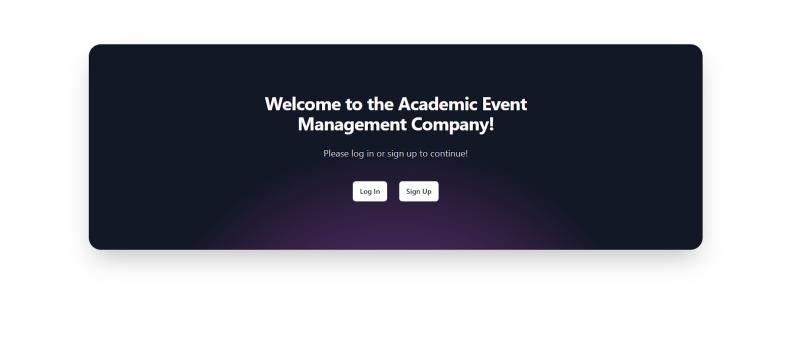 Welcome to the Academic Event
Management Company!
Please log in or sign up to continue!
Log In
Sign Up